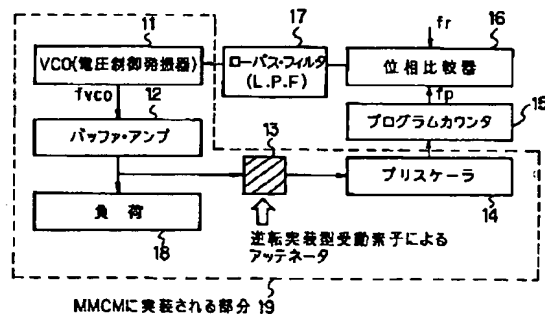 11
VCO(電圧制御発振器)
fvco
12
バッファ・アンプ
負荷
18
17
ローパス・フィルタ
(L.P.F)
fr
16
位相比較器
fp
15
プログラムカウンタ
13
プリスケーラ
14
逆転実装型受動素子による
アッテネータ
MMCMに実装される部分 19